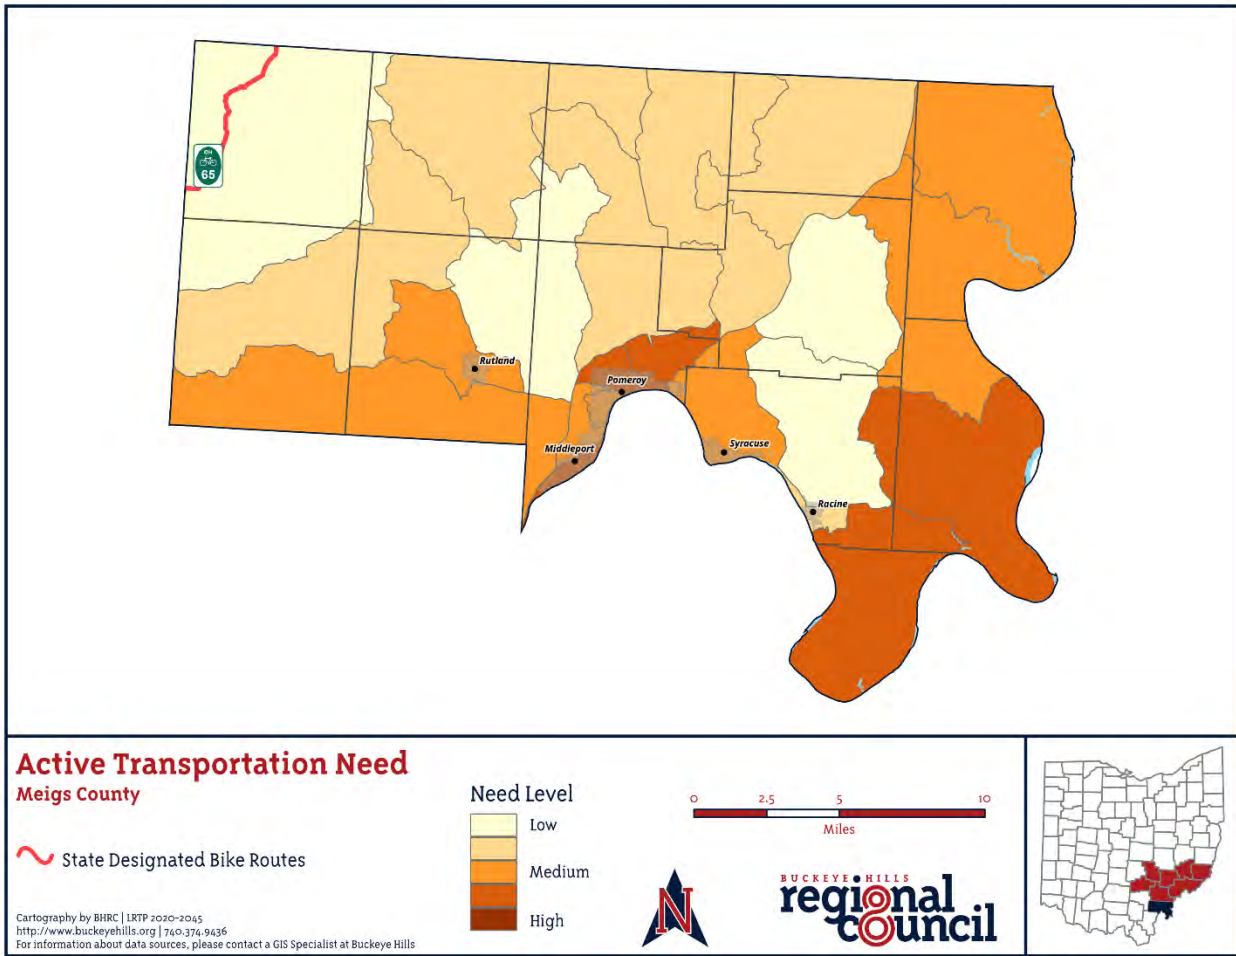 OH
65
Rutland
Pomeroy
Middleport
Syracuse
Racine
Active Transportation Need
Meigs County
State Designated Bike Routes
Cartography by BHRC | LRTP 2020-2045
http://www.buckeyehills.org | 740.374.9436
For information about data sources, please contact a GIS Specialist at Buckeye Hills
Need Level
Low
Medium
High
0 2.5 5 10
Miles
N
BUCKEYE HILLS
regional
council